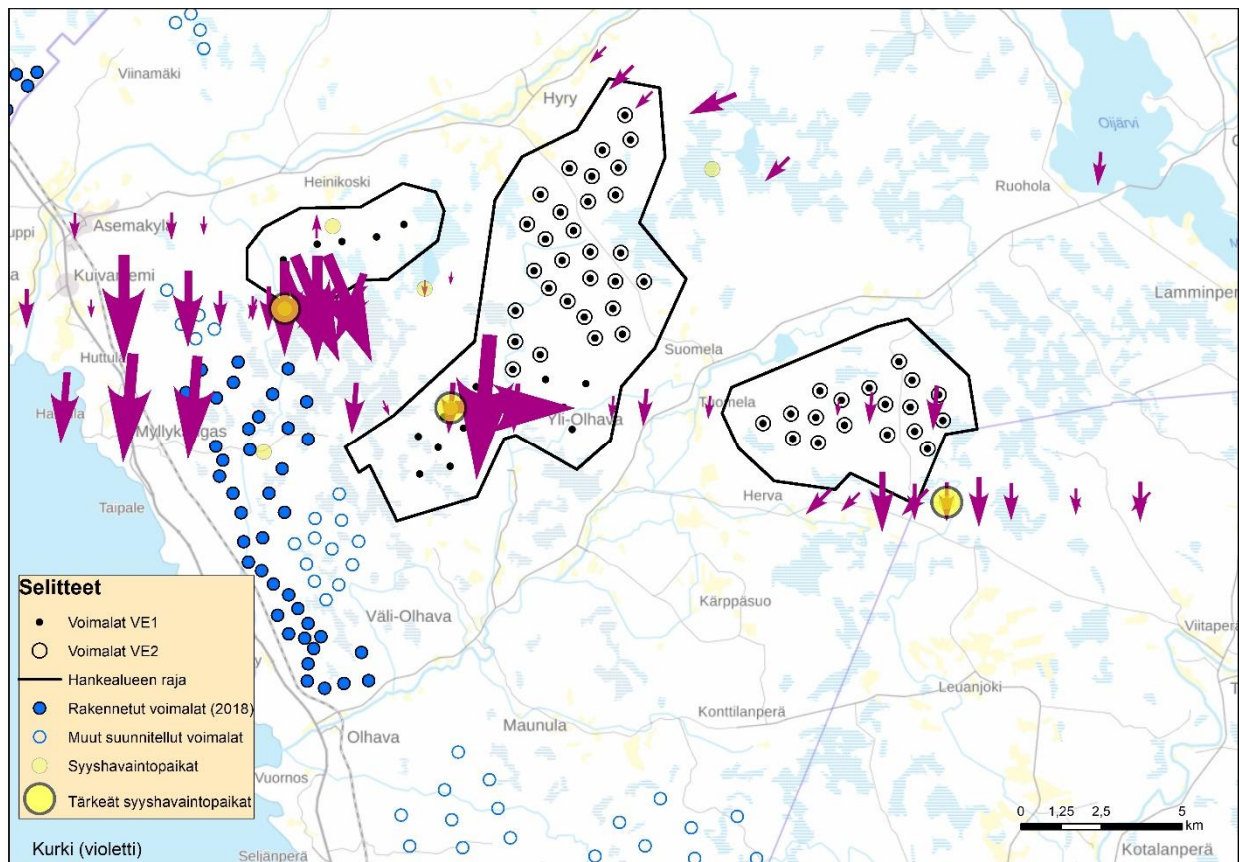 Viinamäki
Hyry
Oijärvi
Heinikoski
Ruohola
Asemakylä
uppi
Kuivaniemi
Lamminper
Huttula
Suomela
Tuomela
Yli-Olhava
Myllykangas
Herva
Taipale
Selitteet
Voimalat VE1
Voimalat VE2
Hankealueen raja
Rakennetut voimalat (2018)
Muut suunnitellut voimalat
Syyshavaintopaikat
Tärkeät syyshavaintopaikat
Kurki (violetti)
Väli-Olhava
Kärppäsuo
Viitaperä
Leuanjoki
Konttilanperä
Maunula
Olhava
Vuornos
Seljänperä
0 1,25 2,5 5
km
Kotalanperä